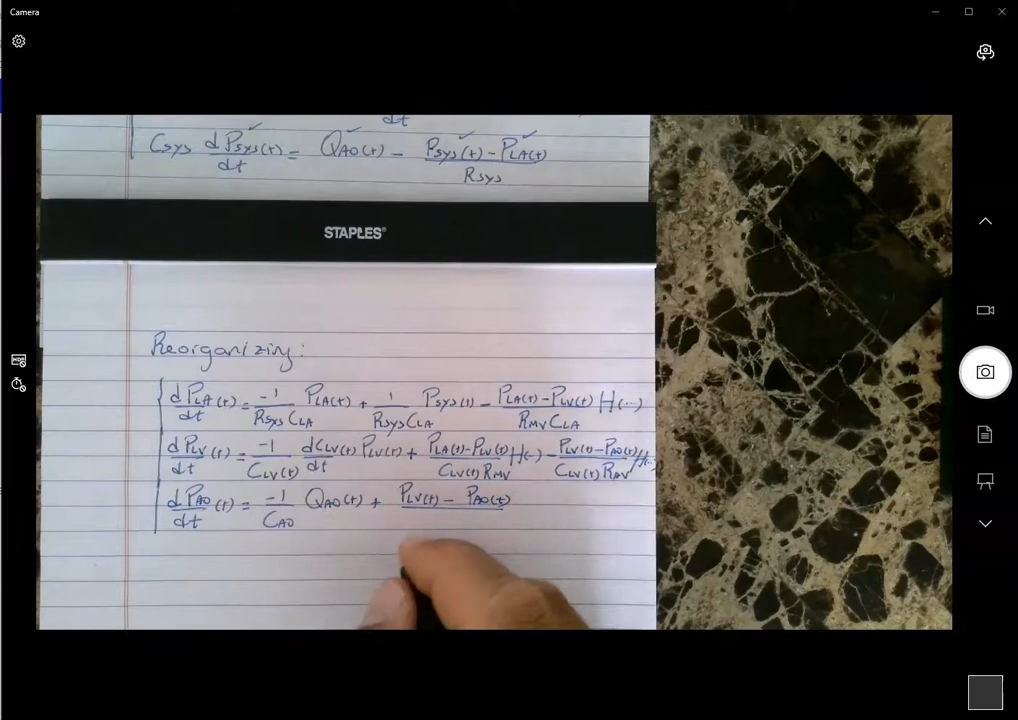 Camera
dt
Csys dPsys(t)/dt = QAO(t) - (Psys(t) - PLA(t))/Rsys
STAPLES®
Reorganizing:
dPLA/dt (t) = -1/(Rsys CLA) PLA(t) + 1/(Rsys CLA) Psys(t) - (PLA(t) - PLV(t))/(RMV CLA) H(...)
dPLV/dt (t) = -1/CLV(t) dCLV(t)/dt PLV(t) + (PLA(t) - PLV(t))/(CLV(t) RMV) H(..) - (PLV(t) - PAO(t))/(CLV(t) RAV) H(..
dPAO/dt (t) = -1/CAO QAO(t) + PLV(t) - PAO(t)